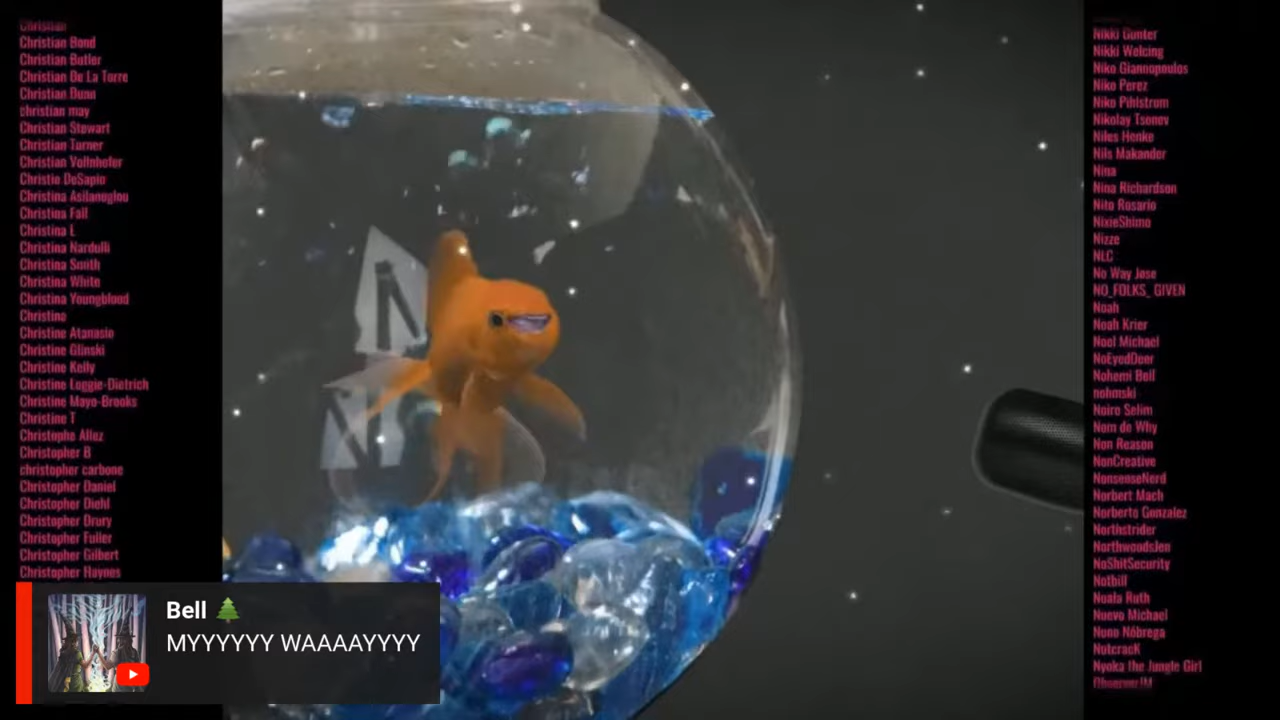 Christian
Christian Bond
Christian Butler
Christian De La Torre
Christian Dunn
christian may
Christian Stewart
Christian Turner
Christian Vollnhofer
Christie DeSapio
Christina Asilanoglou
Christina Fall
Christina L
Christina Nardulli
Christina Smith
Christina White
Christina Youngblood
Christine
Christine Atanasio
Christine Glinski
Christine Kelly
Christine Loggie-Dietrich
Christine Mayo-Brooks
Christine T
Christophe Allez
Christopher B
christopher carbone
Christopher Daniel
Christopher Diehl
Christopher Drury
Christopher Fuller
Christopher Gilbert
Christopher Haynes
Bell 🌲
MYYYYYY WAAAAYYYY
N
N
Nikki Gunter
Nikki Welcing
Niko Giannopoulos
Niko Perez
Niko Pihlstrum
Nikolay Tsonev
Niles Henke
Nils Makander
Nina
Nina Richardson
Nito Rosario
NixieShimo
Nizze
NLC
No Way Jose
NO_FOLKS_ GIVEN
Noah
Noah Krier
Noel Michael
NoEyedDeer
Nohemi Bell
nohmski
Noire Selim
Nom de Why
Non Reason
NonCreative
NonsenseNerd
Norbert Mach
Norberto Gonzalez
Northstrider
NorthwoodsJen
NoShitSecurity
Notbill
Nuala Ruth
Nuevo Michael
Nuno Nóbrega
NutcracK
Nyoka the Jungle Girl